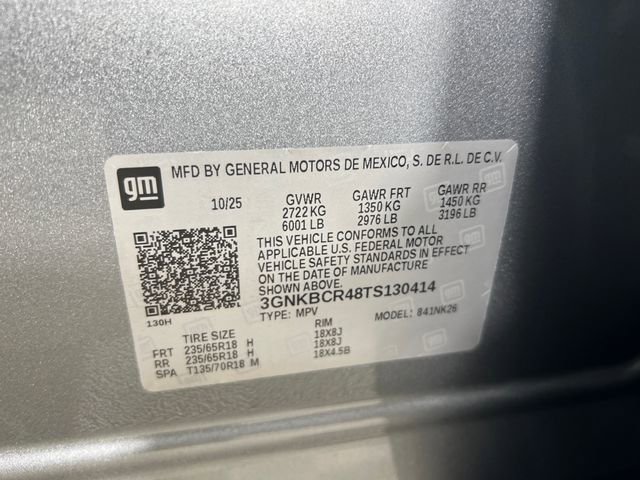 gm
MFD BY GENERAL MOTORS DE MEXICO, S. DE R.L. DE C.V.
10/25 GVWR GAWR FRT GAWR RR
2722 KG 1350 KG 1450 KG
6001 LB 2976 LB 3196 LB
THIS VEHICLE CONFORMS TO ALL
APPLICABLE U.S. FEDERAL MOTOR
VEHICLE SAFETY STANDARDS IN EFFECT
ON THE DATE OF MANUFACTURE
SHOWN ABOVE.
3GNKBCR48TS130414
130H
TYPE: MPV MODEL: 841NK26
TIRE SIZE RIM
FRT 235/65R18 H 18X8J
RR 235/65R18 H 18X8J
SPA T135/70R18 M 18X4.5B